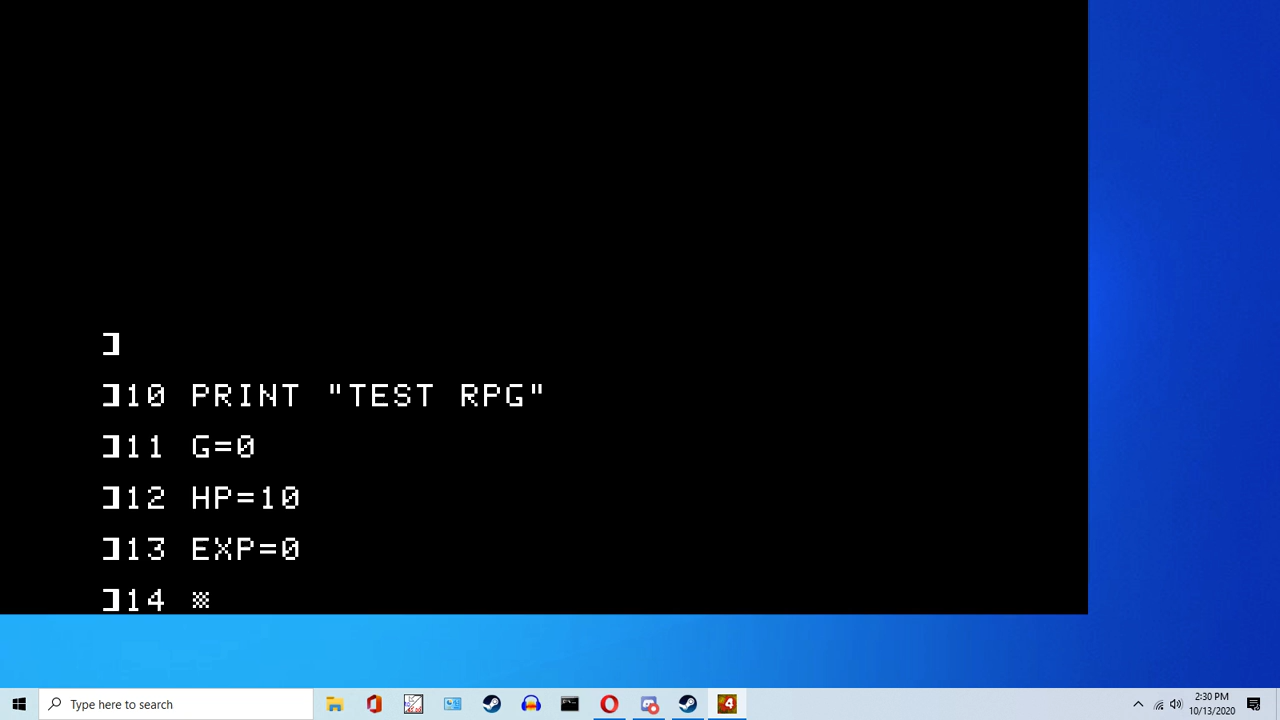 ]
]10 PRINT "TEST RPG"
]11 G=0
]12 HP=10
]13 EXP=0
]14
Type here to search
4
2:30 PM
10/13/2020